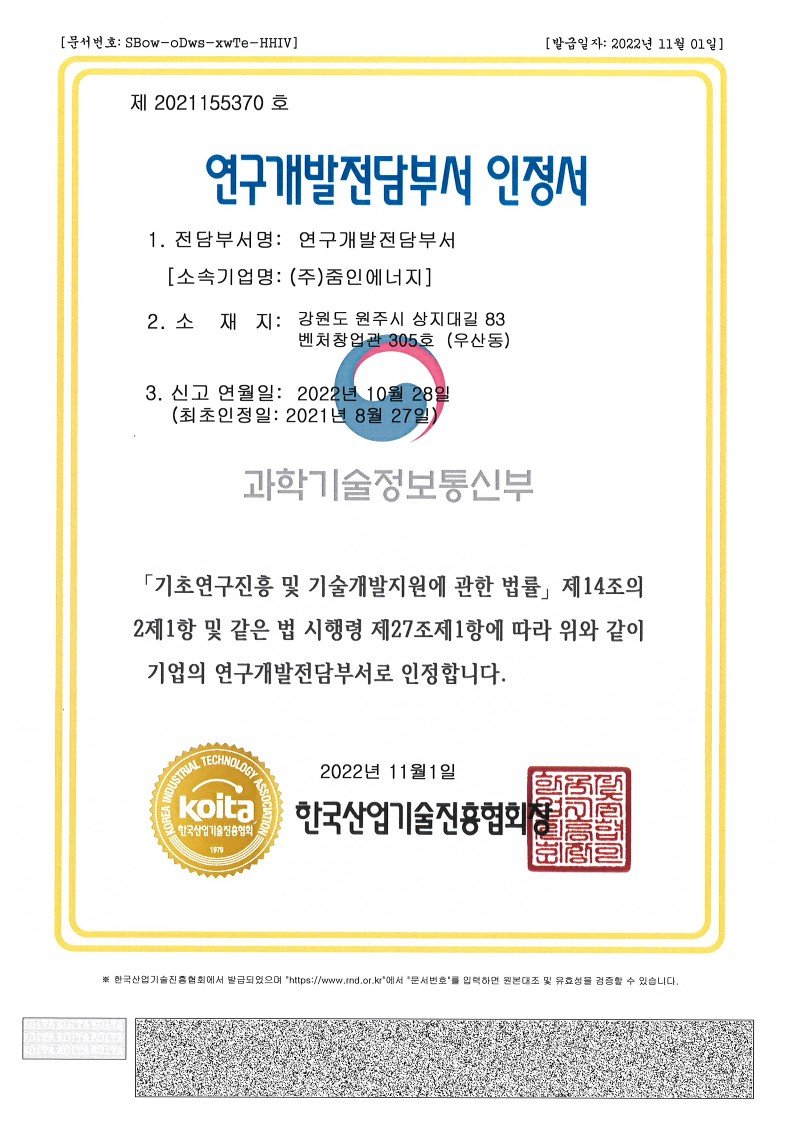 [문서번호: SBow-oDws-xwTe-HHIV]
[발급일자: 2022년 11월 01일]
제 2021155370 호
연구개발전담부서 인정서
1. 전담부서명: 연구개발전담부서
[소속기업명: (주)줌인에너지]
2. 소 재 지: 강원도 원주시 상지대길 83
벤처창업관 305호 (우산동)
3. 신고 연월일: 2022년 10월 28일
(최초인정일: 2021년 8월 27일)
과학기술정보통신부
「기초연구진흥 및 기술개발지원에 관한 법률」 제14조의
2제1항 및 같은 법 시행령 제27조제1항에 따라 위와 같이
기업의 연구개발전담부서로 인정합니다.
KOREA INDUSTRIAL TECHNOLOGY ASSOCIATION
koita
한국산업기술진흥협회
1979
2022년 11월1일
한국산업기술진흥협회장
※ 한국산업기술진흥협회에서 발급되었으며 "https://www.rnd.or.kr"에서 "문서번호"를 입력하면 원본대조 및 유효성을 검증할 수 있습니다.
KOITA KOITA KOITA
KOITA KOITA KOITA
KOITA KOITA KOITA